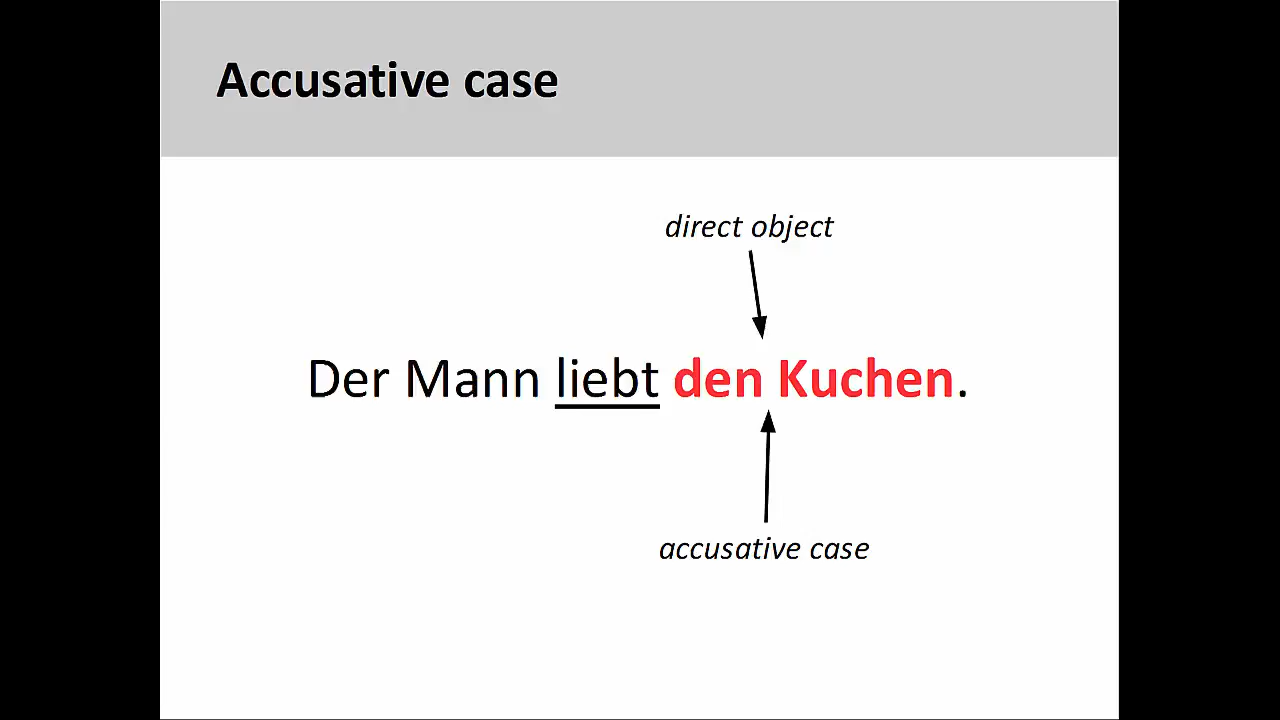 Accusative case
direct object
Der Mann liebt den Kuchen.
accusative case